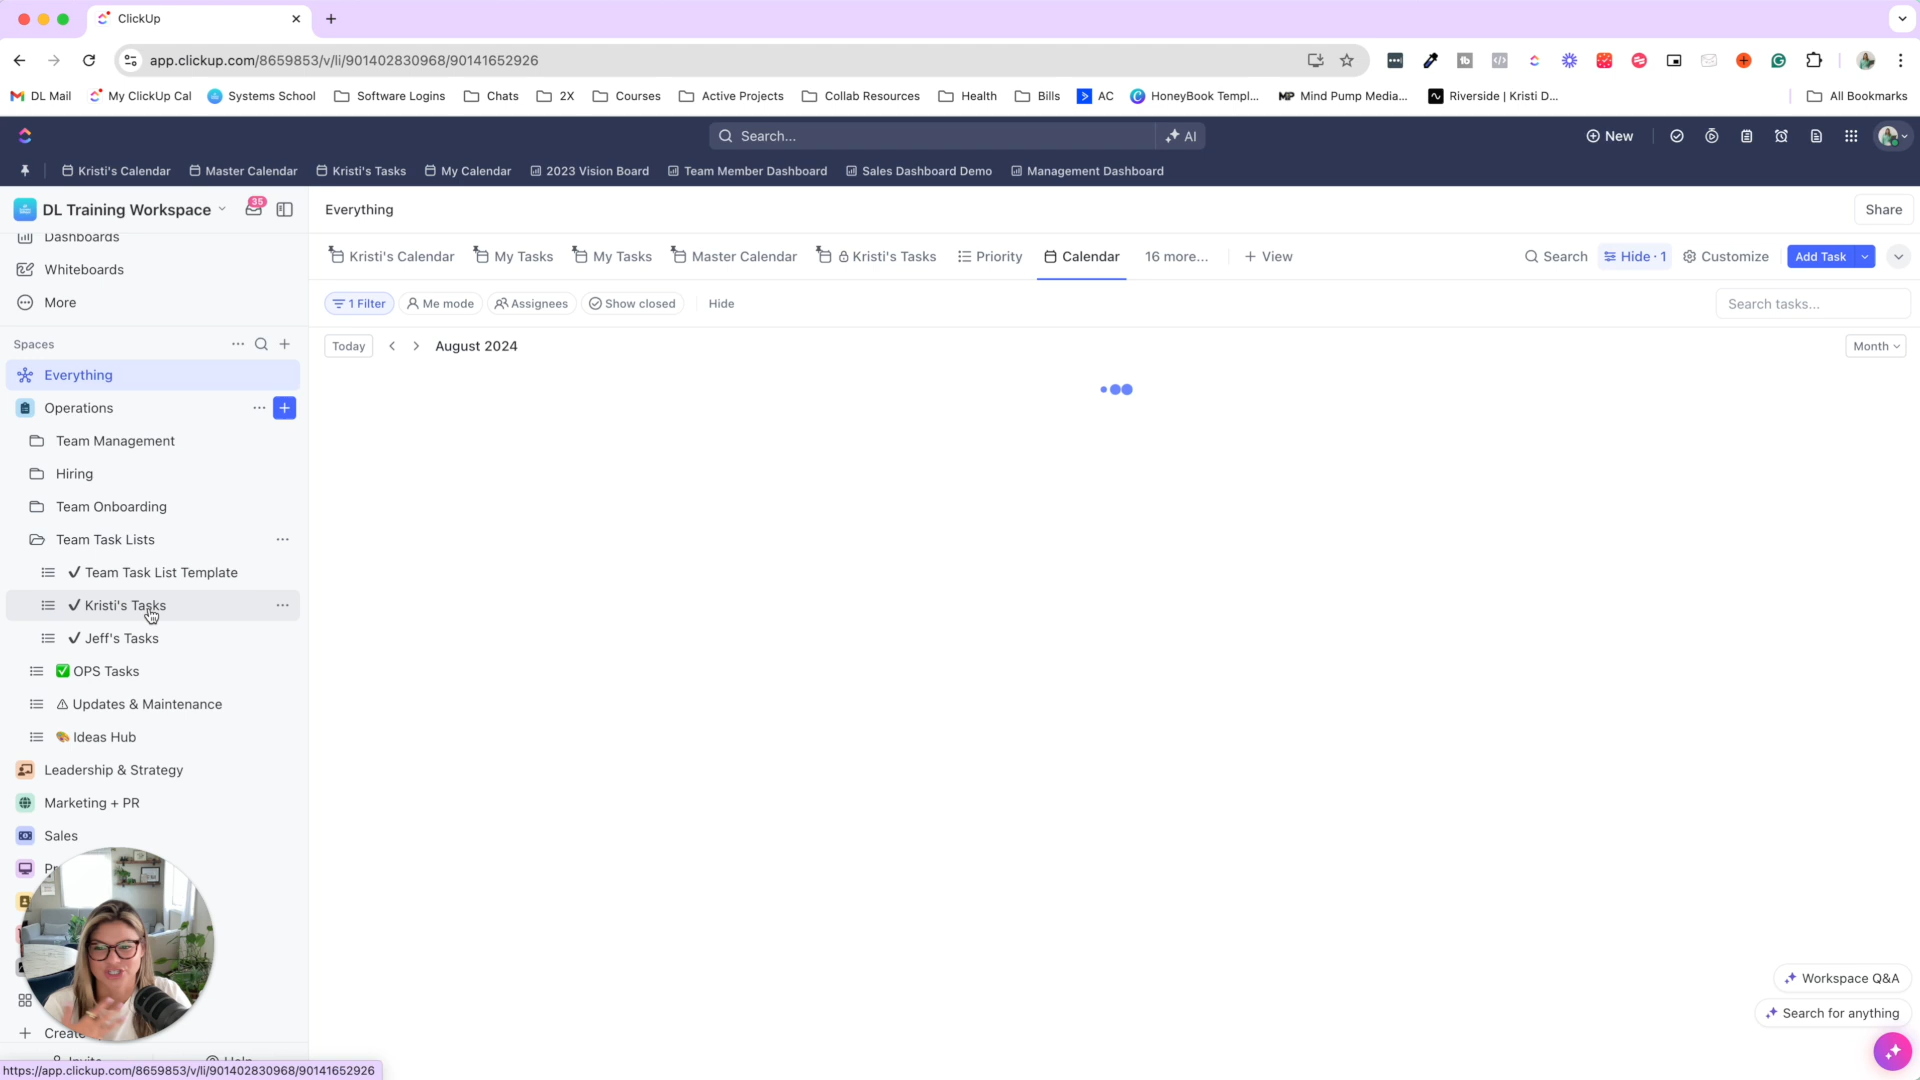 ClickUp
app.clickup.com/8659853/v/li/901402830968/90141652926
DL Mail
My ClickUp Cal
Systems School
Software Logins
Chats
2X
Courses
Active Projects
Collab Resources
Health
Bills
AC
HoneyBook Templ...
MP Mind Pump Media...
Riverside | Kristi D...
All Bookmarks
Search...
AI
New
Kristi's Calendar
Master Calendar
Kristi's Tasks
My Calendar
2023 Vision Board
Team Member Dashboard
Sales Dashboard Demo
Management Dashboard
DL Training Workspace
35
Everything
Share
Dashboards
Whiteboards
More
Kristi's Calendar
My Tasks
My Tasks
Master Calendar
Kristi's Tasks
Priority
Calendar
16 more...
+ View
Search
Hide · 1
Customize
Add Task
1 Filter
Me mode
Assignees
Show closed
Hide
Search tasks...
Today
August 2024
Month
Spaces
Everything
Operations
Team Management
Hiring
Team Onboarding
Team Task Lists
✔ Team Task List Template
✔ Kristi's Tasks
✔ Jeff's Tasks
✅ OPS Tasks
⚠ Updates & Maintenance
🎨 Ideas Hub
Leadership & Strategy
Marketing + PR
Sales
Workspace Q&A
Search for anything
https://app.clickup.com/8659853/v/li/901402830968/90141652926